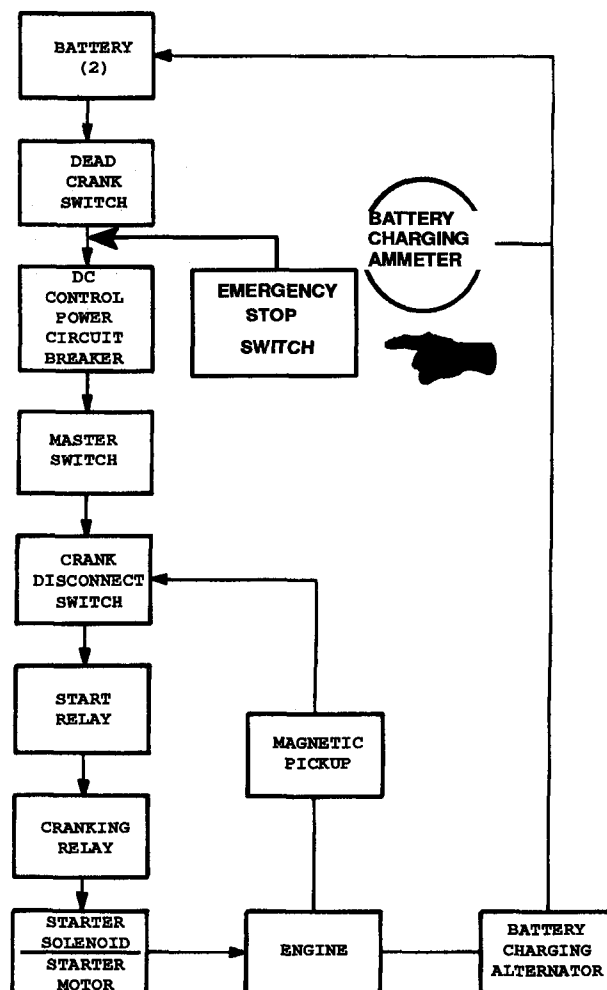 BATTERY
(2)
DEAD
CRANK
SWITCH
BATTERY
CHARGING
AMMETER
DC
CONTROL
POWER
CIRCUIT
BREAKER
EMERGENCY
STOP
SWITCH
MASTER
SWITCH
CRANK
DISCONNECT
SWITCH
START
RELAY
MAGNETIC
PICKUP
CRANKING
RELAY
STARTER
SOLENOID
STARTER
MOTOR
ENGINE
BATTERY
CHARGING
ALTERNATOR